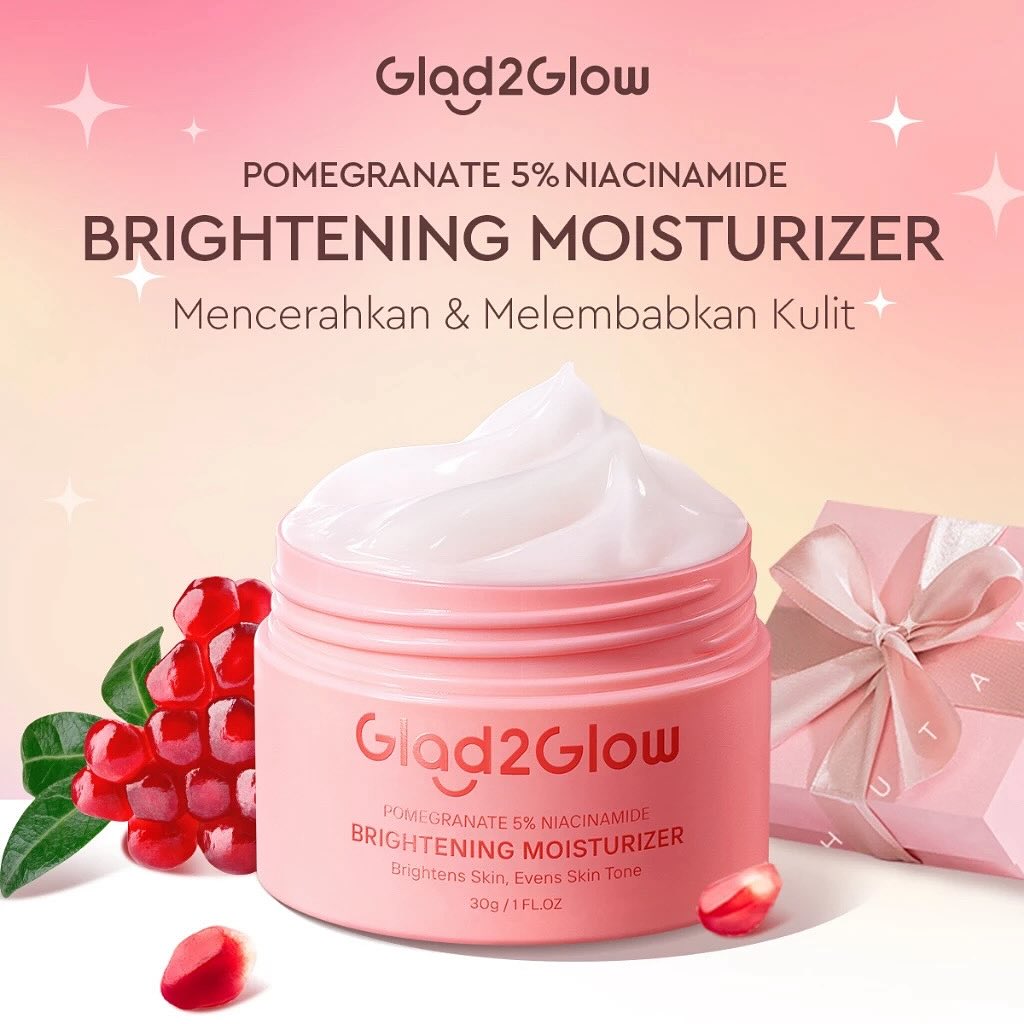 Glad2Glow
POMEGRANATE 5% NIACINAMIDE
BRIGHTENING MOISTURIZER
Mencerahkan & Melembabkan Kulit
Glad2Glow
POMEGRANATE 5% NIACINAMIDE
BRIGHTENING MOISTURIZER
Brightens Skin, Evens Skin Tone
30g / 1 FL.OZ
H U T A